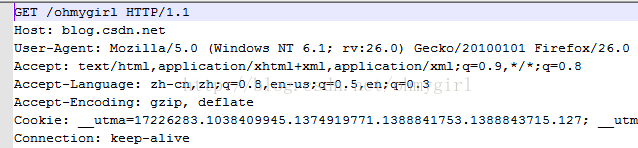 GET /ohmygirl HTTP/1.1
Host: blog.csdn.net
User-Agent: Mozilla/5.0 (Windows NT 6.1; rv:26.0) Gecko/20100101 Firefox/26.0
Accept: text/html,application/xhtml+xml,application/xml;q=0.9,*/*;q=0.8
Accept-Language: zh-cn,zh;q=0.8,en-us;q=0.5,en;q=0.3
Accept-Encoding: gzip, deflate
Cookie: __utma=17226283.1038409945.1374919771.1388841753.1388843715.127; __utm
Connection: keep-alive